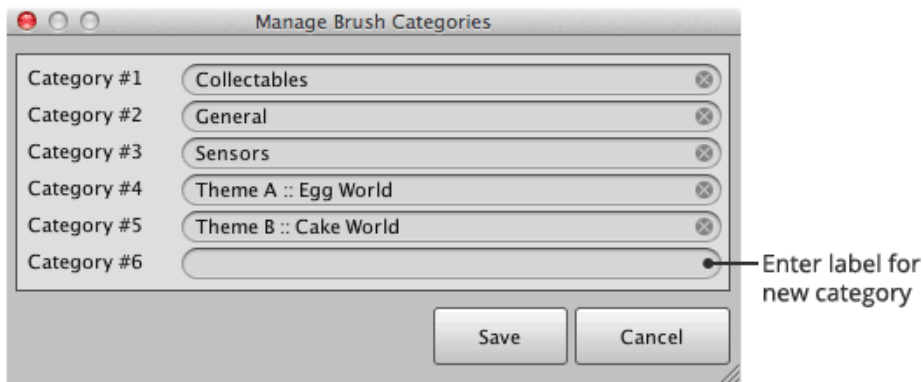 Manage Brush Categories
Category #1 Collectables
Category #2 General
Category #3 Sensors
Category #4 Theme A :: Egg World
Category #5 Theme B :: Cake World
Category #6
Enter label for
new category
Save Cancel